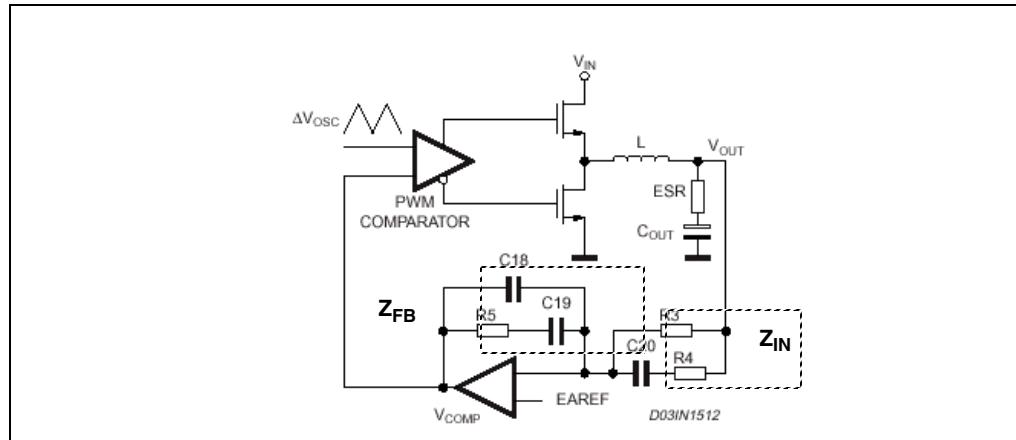 V_IN
ΔV_OSC
L
V_OUT
ESR
PWM
COMPARATOR
C_OUT
C18
Z_FB
C19
R5
R3
Z_IN
C20
R4
EAREF
V_COMP
D03IN1512